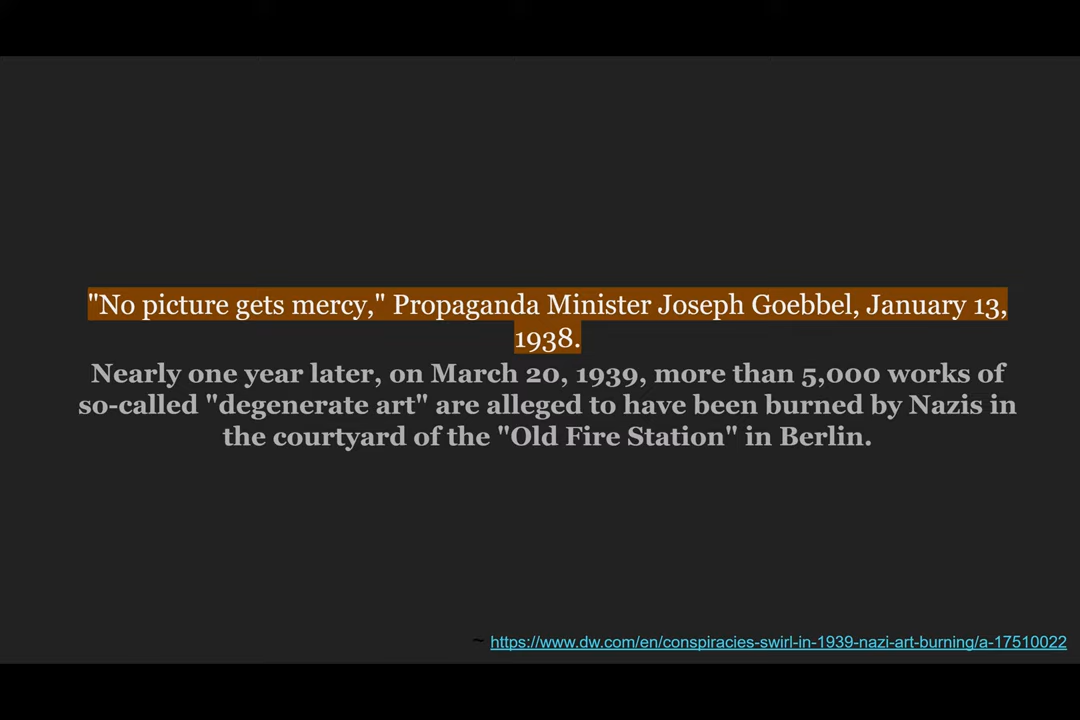 "No picture gets mercy," Propaganda Minister Joseph Goebbel, January 13,
1938.
Nearly one year later, on March 20, 1939, more than 5,000 works of
so-called "degenerate art" are alleged to have been burned by Nazis in
the courtyard of the "Old Fire Station" in Berlin.
~ https://www.dw.com/en/conspiracies-swirl-in-1939-nazi-art-burning/a-17510022